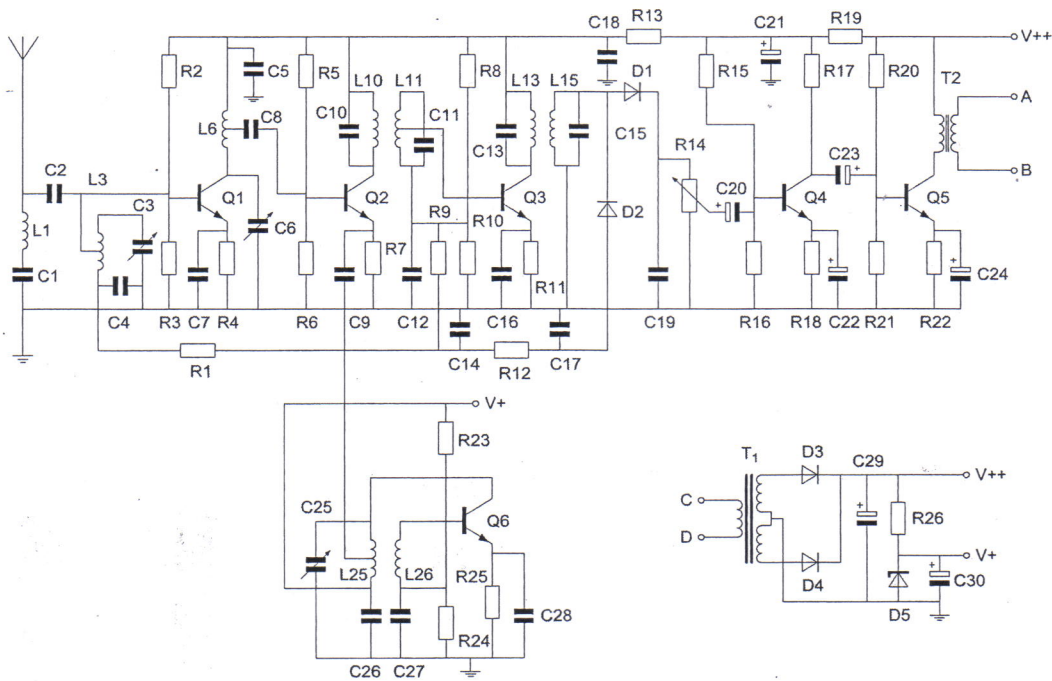 C18 R13 C21 R19
V++
R2 C5 R5 L10 L11 R8 L13 L15 D1 R15 R17 R20 T2
A
L6 C8 C10 C11 C13 C15 R14 C23
C2 L3 Q1 Q2 Q3 C20 Q4 Q5 B
C3 C6 R9 R10 D2
L1 R7
C1 C4 R11 C24
R3 C7 R4 R6 C9 C12 C16 C19 R16 R18 C22 R21 R22
R1 C14 R12 C17
V+
R23
T1 D3 C29 V++
C25 Q6 C R26
D
L25 L26 R25 D4 V+
C30
R24 C28 D5
C26 C27
+
+
+
+
+
+
+